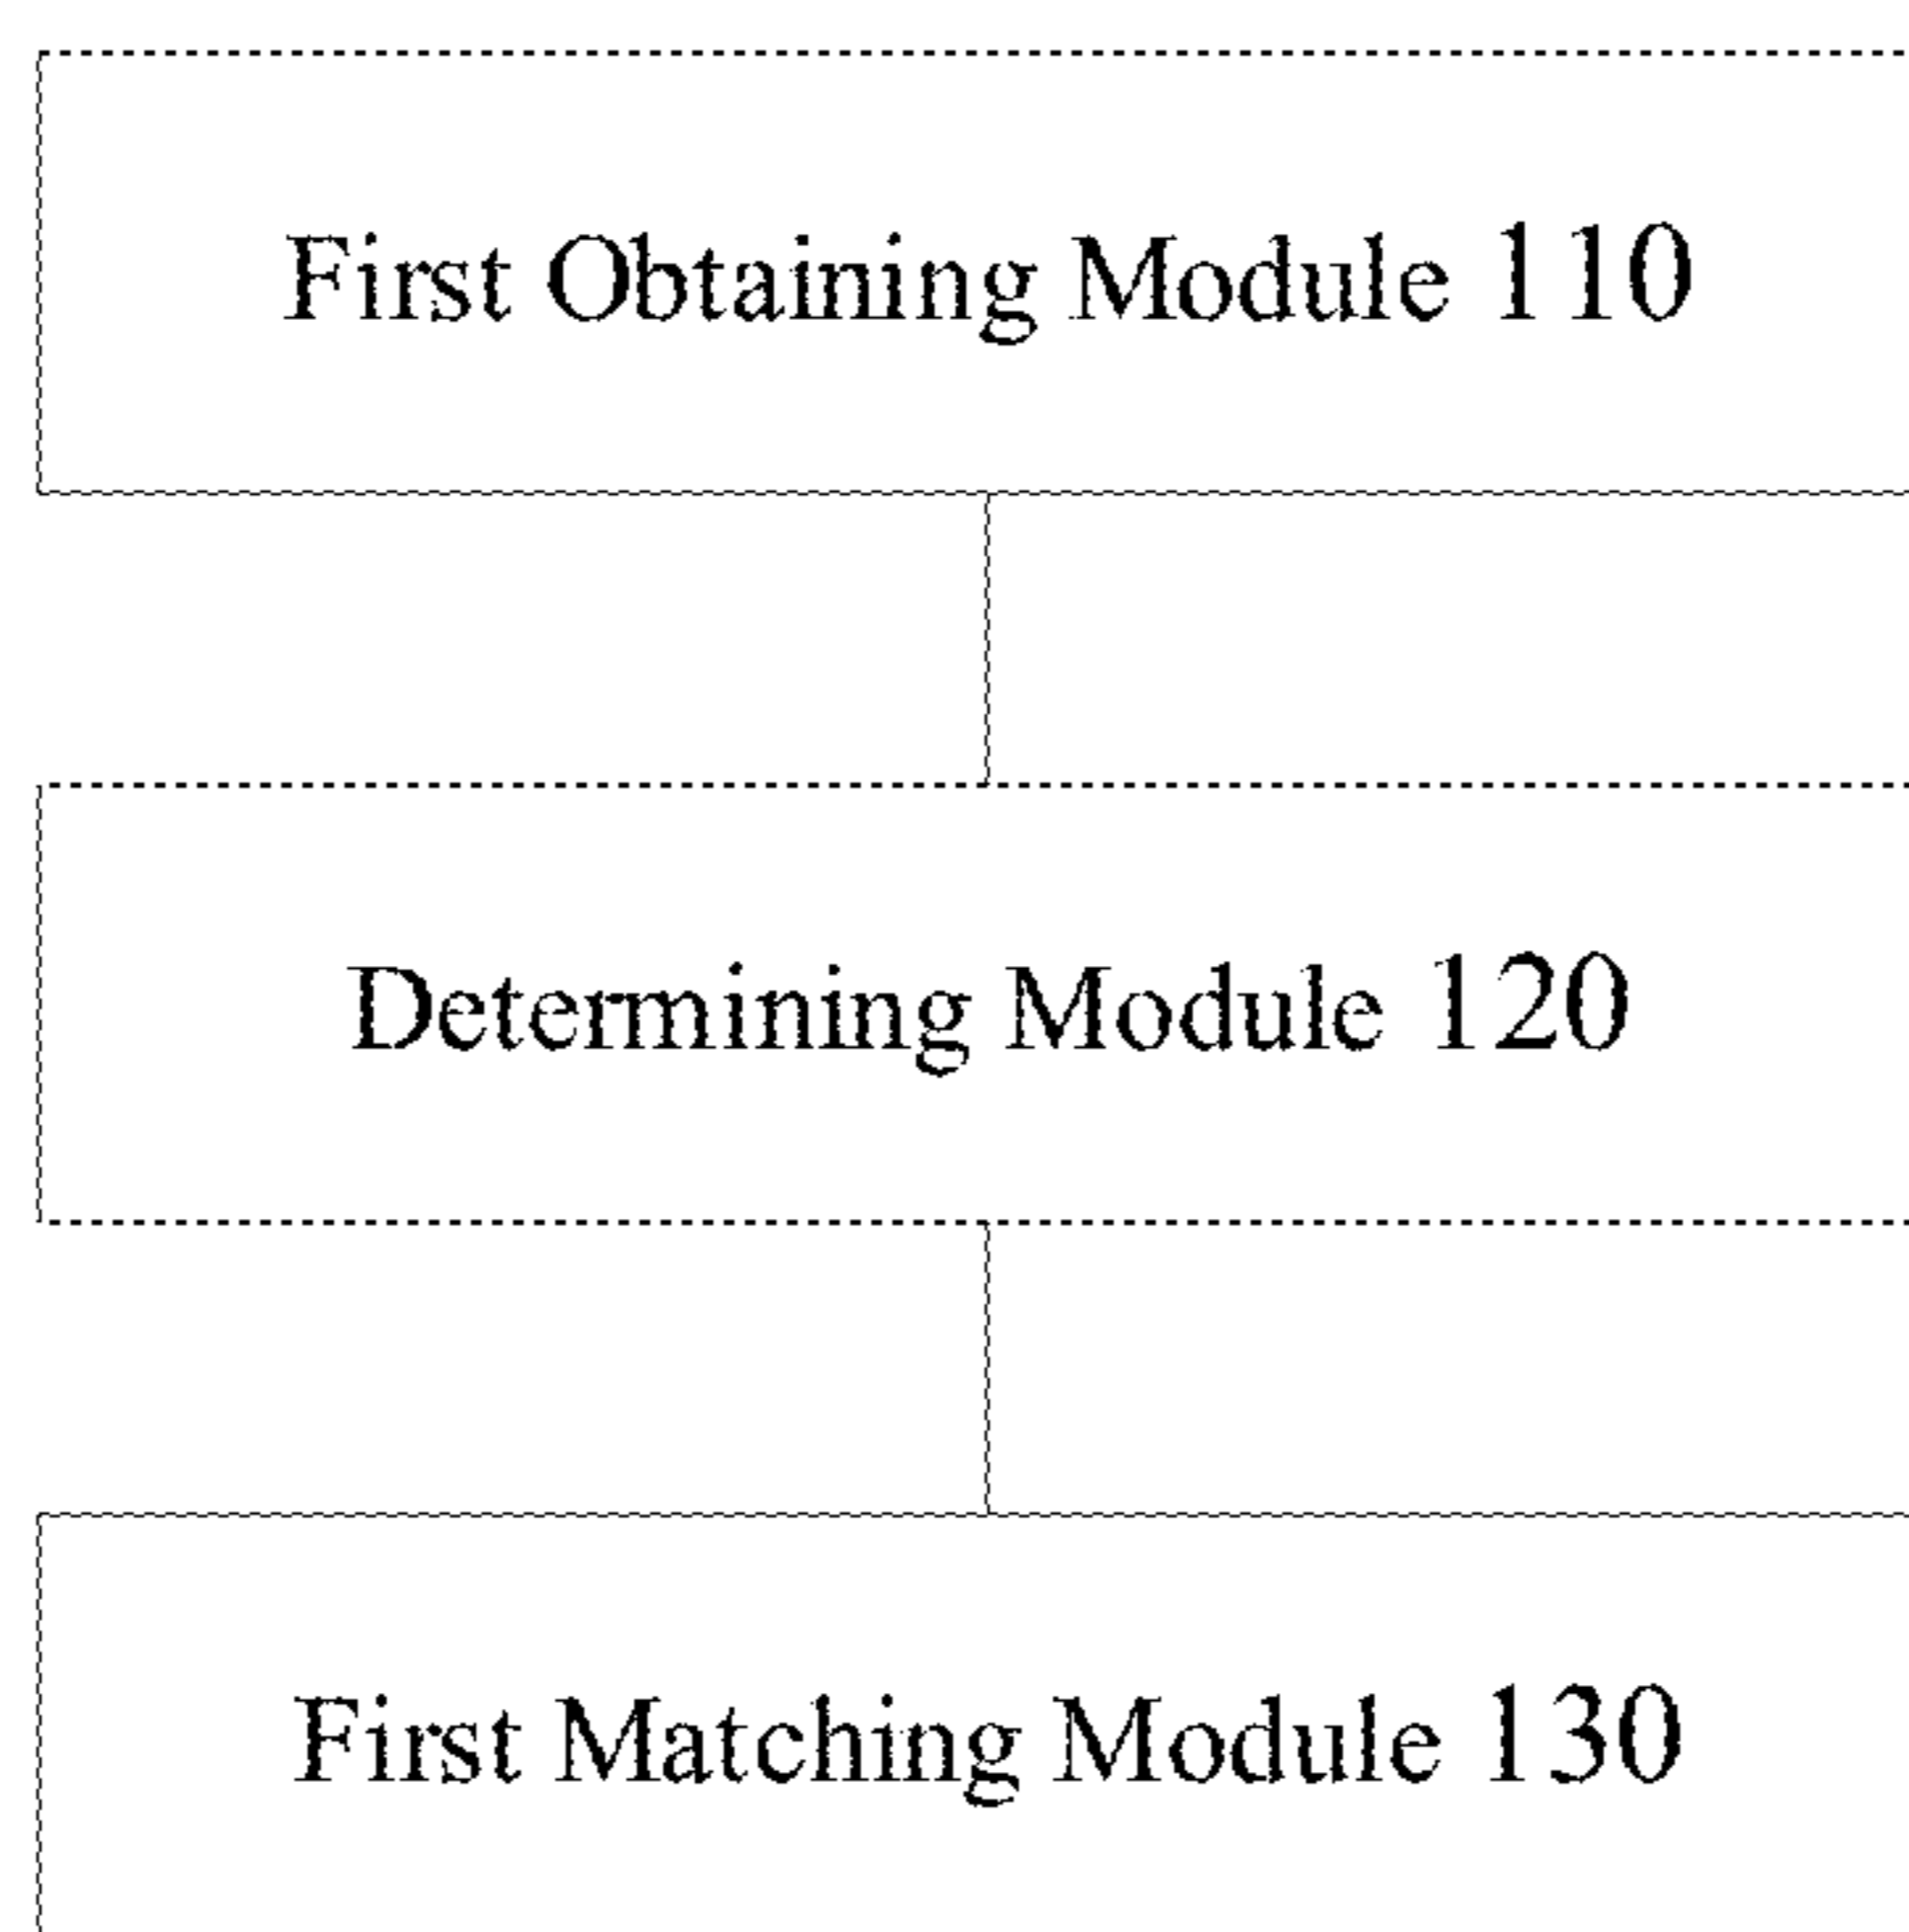 First Obtaining Module 110
Determining Module 120
First Matching Module 130